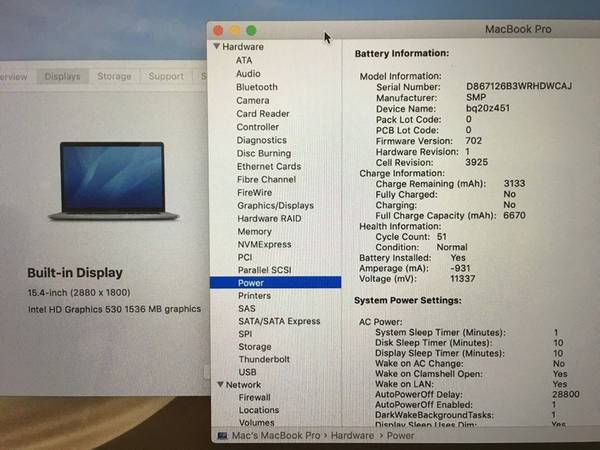 MacBook Pro
erview Displays Storage Support S
Built-in Display
15.4-inch (2880 x 1800)
Intel HD Graphics 530 1536 MB graphics
Hardware
ATA
Audio
Bluetooth
Camera
Card Reader
Controller
Diagnostics
Disc Burning
Ethernet Cards
Fibre Channel
FireWire
Graphics/Displays
Hardware RAID
Memory
NVMExpress
PCI
Parallel SCSI
Power
Printers
SAS
SATA/SATA Express
SPI
Storage
Thunderbolt
USB
Network
Firewall
Locations
Volumes
Battery Information:
Model Information:
Serial Number: D867126B3WRHDWCAJ
Manufacturer: SMP
Device Name: bq20z451
Pack Lot Code: 0
PCB Lot Code: 0
Firmware Version: 702
Hardware Revision: 1
Cell Revision: 3925
Charge Information:
Charge Remaining (mAh): 3133
Fully Charged: No
Charging: No
Full Charge Capacity (mAh): 6670
Health Information:
Cycle Count: 51
Condition: Normal
Battery Installed: Yes
Amperage (mA): -931
Voltage (mV): 11337
System Power Settings:
AC Power:
System Sleep Timer (Minutes): 1
Disk Sleep Timer (Minutes): 10
Display Sleep Timer (Minutes): 10
Wake on AC Change: No
Wake on Clamshell Open: Yes
Wake on LAN: Yes
AutoPowerOff Delay: 28800
AutoPowerOff Enabled: 1
DarkWakeBackgroundTasks: 1
Display Sleep Uses Dim: Yes
Mac's MacBook Pro › Hardware › Power